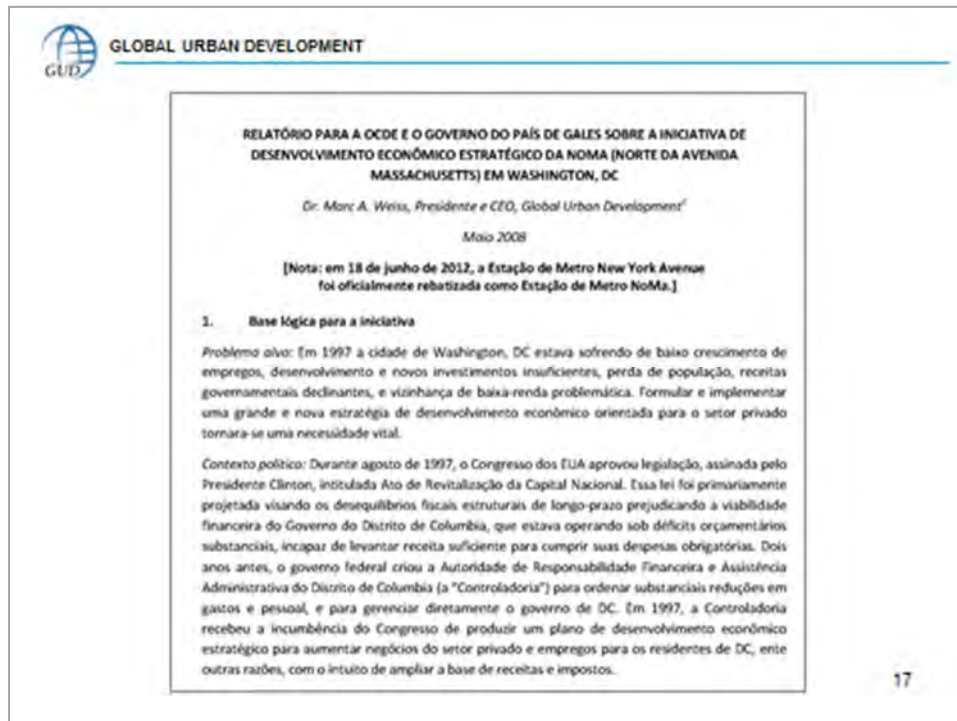 GUD
GLOBAL URBAN DEVELOPMENT
RELATÓRIO PARA A OCDE E O GOVERNO DO PAÍS DE GALES SOBRE A INICIATIVA DE
DESENVOLVIMENTO ECONÔMICO ESTRATÉGICO DA NOMA (NORTE DA AVENIDA
MASSACHUSETTS) EM WASHINGTON, DC
Dr. Marc A. Weiss, Presidente e CEO, Global Urban Development
Maio 2008
[Nota: em 18 de junho de 2012, a Estação de Metro New York Avenue
foi oficialmente rebatizada como Estação de Metro NoMa.]
1. Base lógica para a iniciativa
Problema alvo: Em 1997 a cidade de Washington, DC estava sofrendo de baixo crescimento de
empregos, desenvolvimento e novos investimentos insuficientes, perda de população, receitas
governamentais declinantes, e vizinhança de baixa-renda problemática. Formular e implementar
uma grande e nova estratégia de desenvolvimento econômico orientada para o setor privado
tornara-se uma necessidade vital.
Contexto político: Durante agosto de 1997, o Congresso dos EUA aprovou legislação, assinada pelo
Presidente Clinton, intitulada Ato de Revitalização da Capital Nacional. Essa lei foi primariamente
projetada visando os desequilíbrios fiscais estruturais de longo-prazo prejudicando a viabilidade
financeira do Governo do Distrito de Columbia, que estava operando sob déficits orçamentários
substanciais, incapaz de levantar receita suficiente para cumprir suas despesas obrigatórias. Dois
anos antes, o governo federal criou a Autoridade de Responsabilidade Financeira e Assistência
Administrativa do Distrito de Columbia (a "Controladoria") para ordenar substanciais reduções em
gastos e pessoal, e para gerenciar diretamente o governo de DC. Em 1997, a Controladoria
recebeu a incumbência do Congresso de produzir um plano de desenvolvimento econômico
estratégico para aumentar negócios do setor privado e empregos para os residentes de DC, ente
outras razões, com o intuito de ampliar a base de receitas e impostos.
17